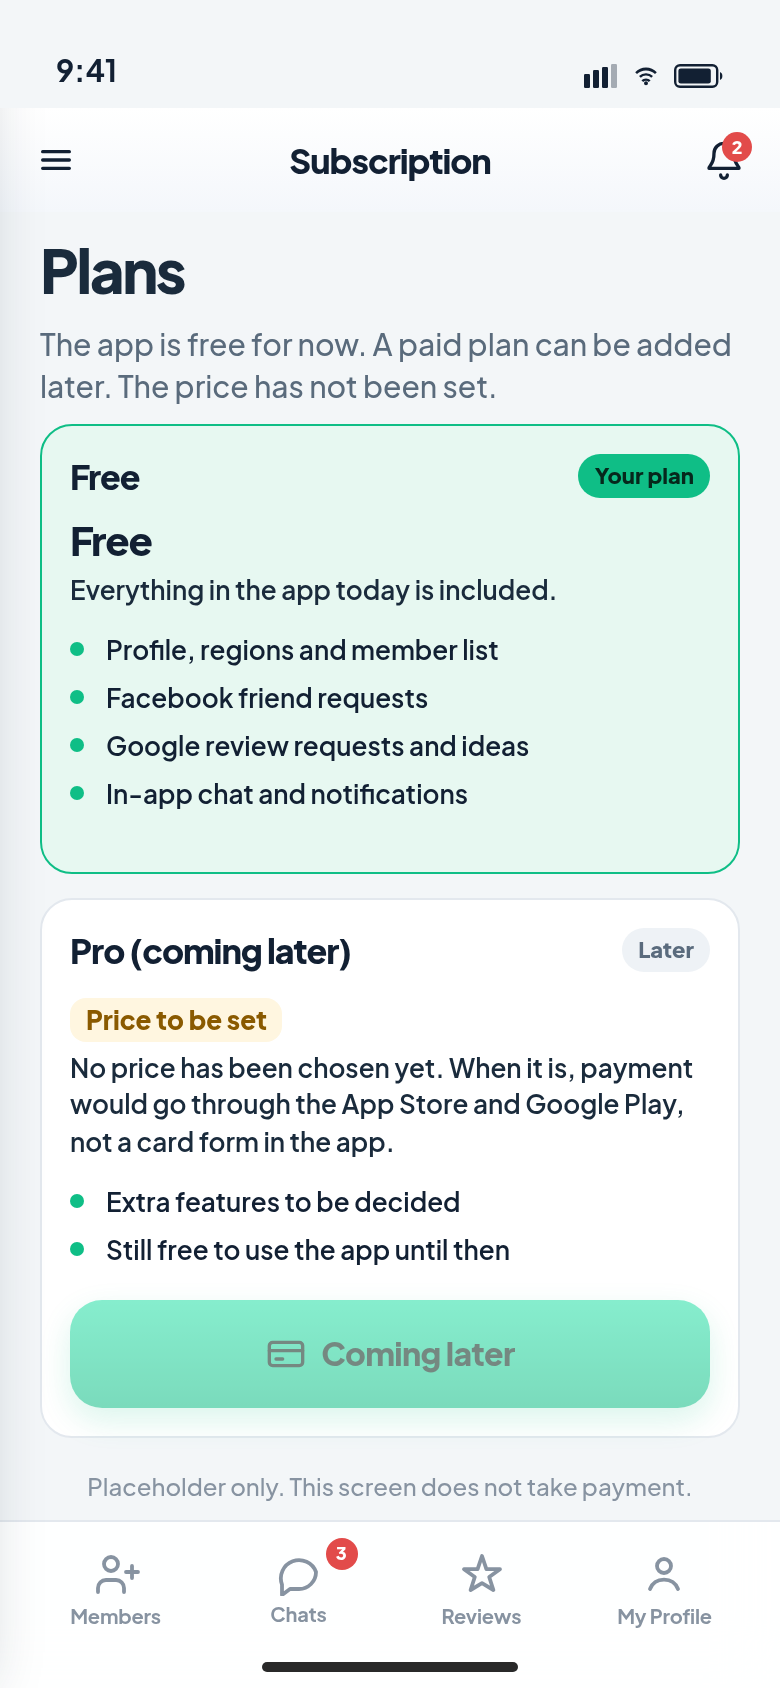 9:41
Subscription
2
Plans
The app is free for now. A paid plan can be added
later. The price has not been set.
Free
Your plan
Free
Everything in the app today is included.
Profile, regions and member list
Facebook friend requests
Google review requests and ideas
In-app chat and notifications
Pro (coming later)
Later
Price to be set
No price has been chosen yet. When it is, payment
would go through the App Store and Google Play,
not a card form in the app.
Extra features to be decided
Still free to use the app until then
Coming later
Placeholder only. This screen does not take payment.
3
Members
Chats
Reviews
My Profile